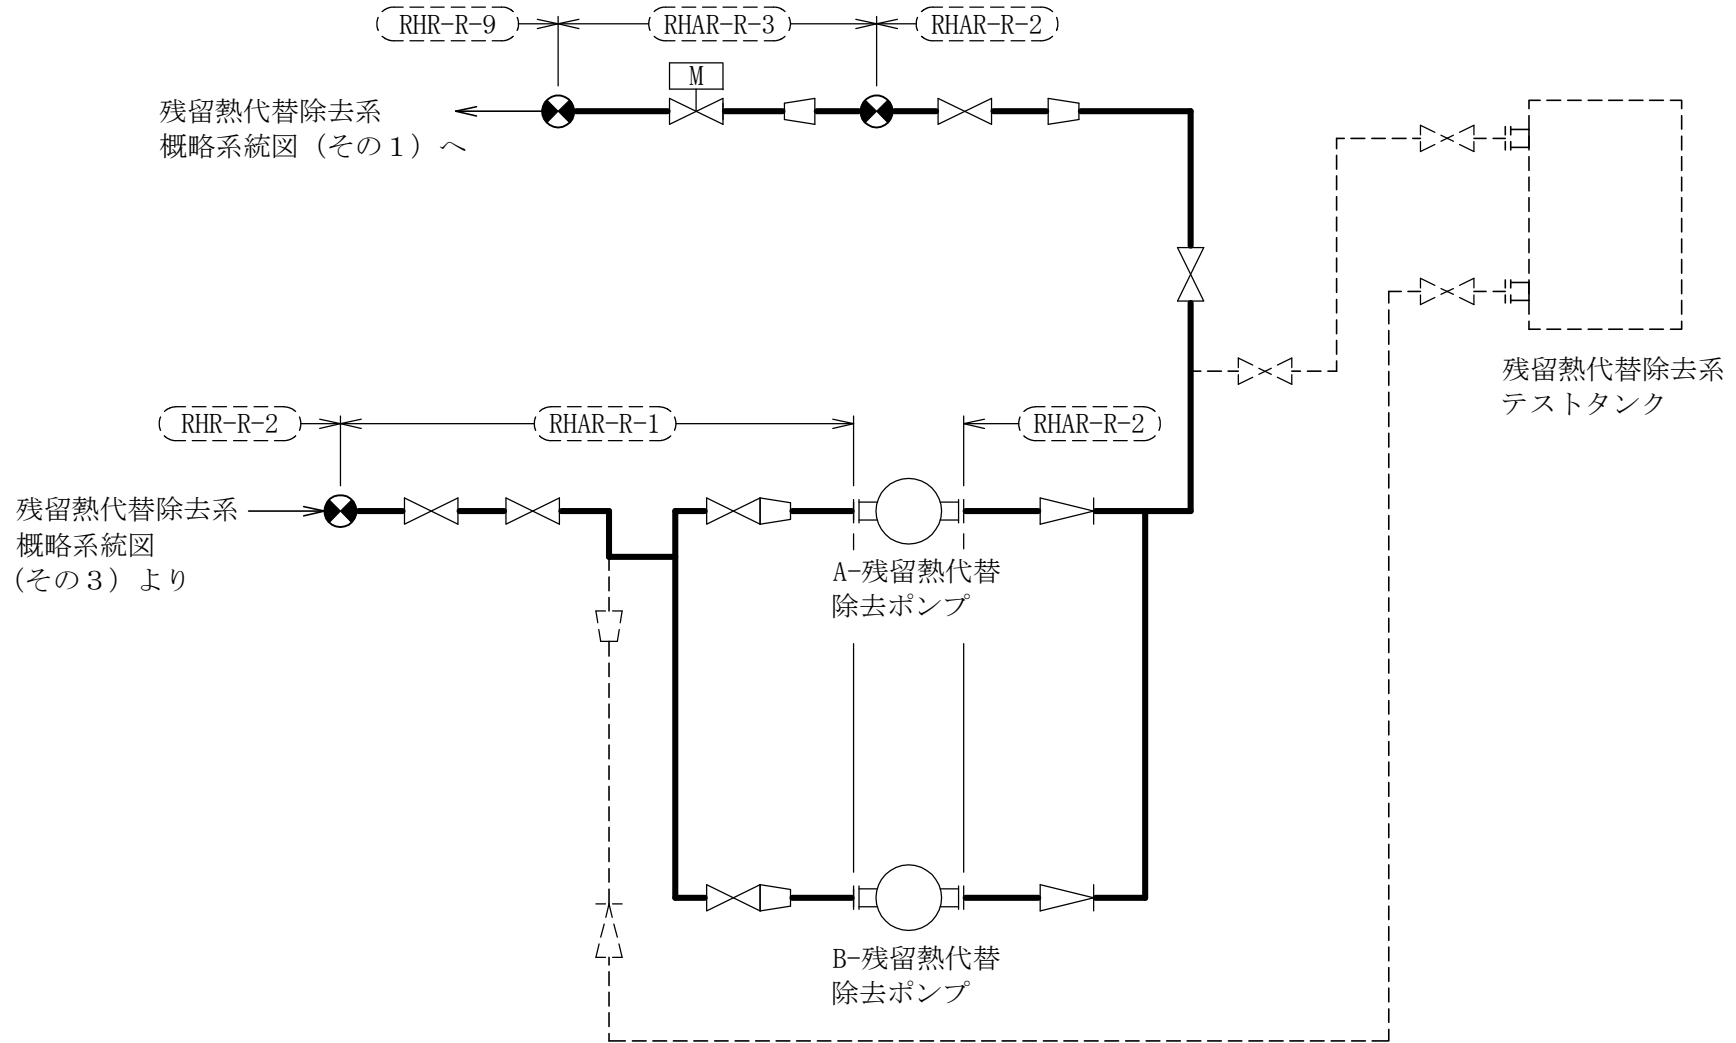 RHR-R-9
RHAR-R-3
RHAR-R-2
M
残留熱代替除去系
概略系統図（その１）へ
残留熱代替除去系
テストタンク
RHR-R-2
RHAR-R-1
RHAR-R-2
残留熱代替除去系
概略系統図
(その３）より
A-残留熱代替
除去ポンプ
B-残留熱代替
除去ポンプ